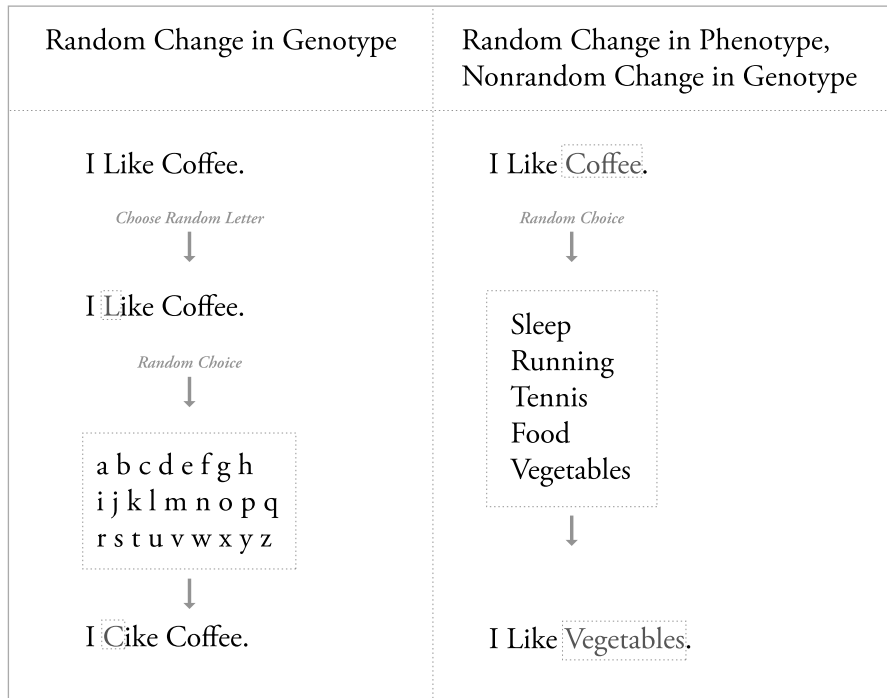 Random Change in Genotype
I Like Coffee.
Choose Random Letter
I Like Coffee.
Random Choice
a b c d e f g h
i j k l m n o p q
r s t u v w x y z
I Cike Coffee.
Random Change in Phenotype,
Nonrandom Change in Genotype
I Like Coffee.
Random Choice
Sleep
Running
Tennis
Food
Vegetables
I Like Vegetables.